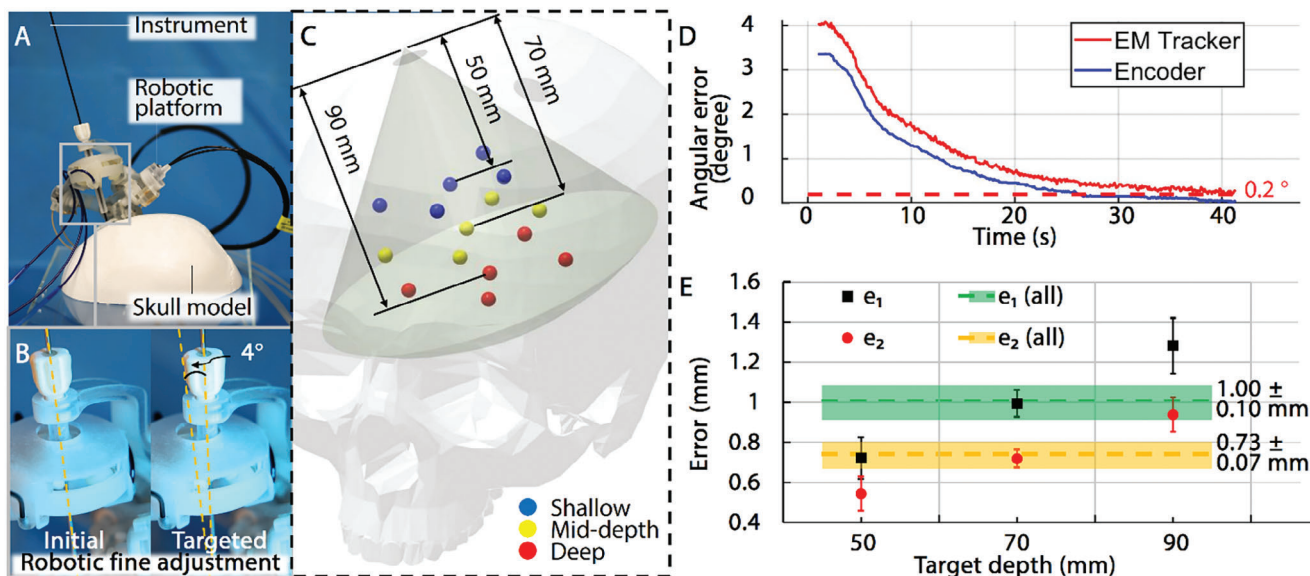 A
Instrument
Robotic
platform
Skull model
B
4°
Initial
Targeted
Robotic fine adjustment
C
90 mm
50 mm
70 mm
Shallow
Mid-depth
Deep
D
Angular error
(degree)
4
3
2
1
0
EM Tracker
Encoder
0.2 °
0 10 20 30 40
Time (s)
E
Error (mm)
1.6
1.4
1.2
1
0.8
0.6
0.4
e1 e1 (all)
e2 e2 (all)
1.00 ±
0.10 mm
0.73 ±
0.07 mm
50 70 90
Target depth (mm)